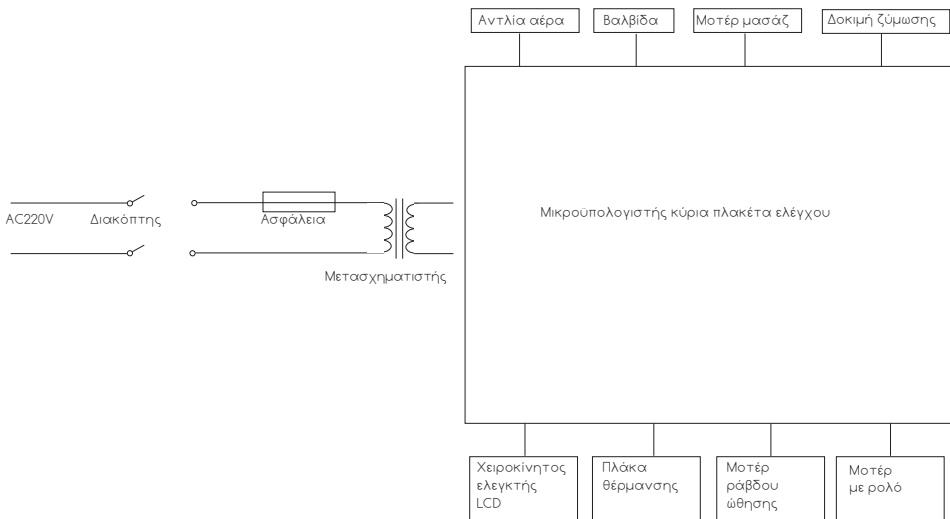 Αντλία αέρα
Βαλβίδα
Μοτέρ μασάζ
Δοκιμή ζύμωσης
AC220V
Διακόπτης
Ασφάλεια
Μετασχηματιστής
Μικροϋπολογιστής κύρια πλακέτα ελέγχου
Χειροκίνητος
ελεγκτής
LCD
Πλάκα
θέρμανσης
Μοτέρ
ράβδου
ώθησης
Μοτέρ
με ρολό